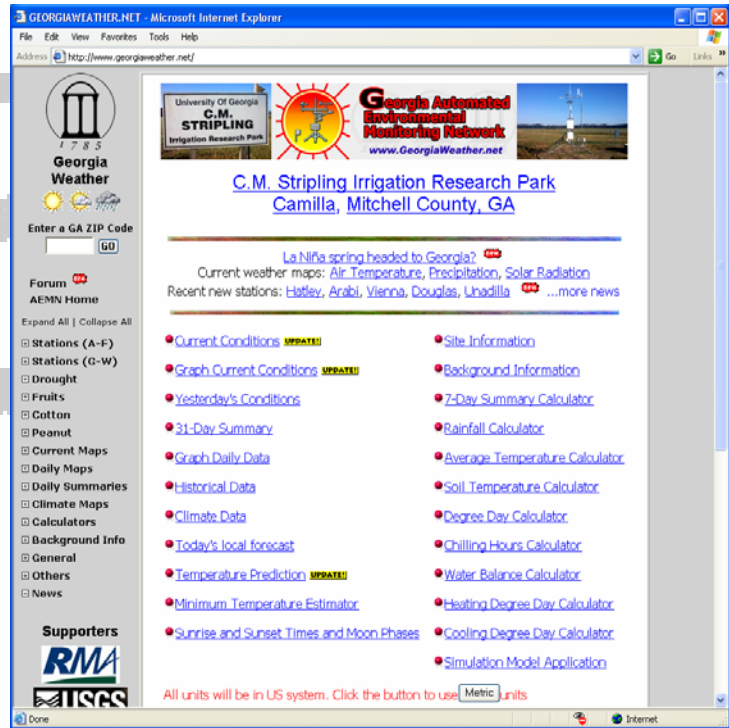 GEORGIAWEATHER.NET - Microsoft Internet Explorer
File Edit View Favorites Tools Help
Address http://www.georgiaweather.net/ Go Links »
1785
Georgia
Weather
Enter a GA ZIP Code
GO
Forum new
AEMN Home
Expand All | Collapse All
Stations (A-F)
Stations (G-W)
Drought
Fruits
Cotton
Peanut
Current Maps
Daily Maps
Daily Summaries
Climate Maps
Calculators
Background Info
General
Others
News
Supporters
RMA
USGS
University Of Georgia
C.M.
STRIPLING
Irrigation Research Park
Georgia Automated
Environmental
Monitoring Network
www.GeorgiaWeather.net
C.M. Stripling Irrigation Research Park
Camilla, Mitchell County, GA
La Niña spring headed to Georgia? new
Current weather maps: Air Temperature, Precipitation, Solar Radiation
Recent new stations: Hatley, Arabi, Vienna, Douglas, Unadilla new ...more news
Current Conditions UPDATE!
Graph Current Conditions UPDATE!
Yesterday's Conditions
31-Day Summary
Graph Daily Data
Historical Data
Climate Data
Today's local forecast
Temperature Prediction UPDATE!
Minimum Temperature Estimator
Sunrise and Sunset Times and Moon Phases
Site Information
Background Information
7-Day Summary Calculator
Rainfall Calculator
Average Temperature Calculator
Soil Temperature Calculator
Degree Day Calculator
Chilling Hours Calculator
Water Balance Calculator
Heating Degree Day Calculator
Cooling Degree Day Calculator
Simulation Model Application
All units will be in US system. Click the button to use Metric units
Done Internet